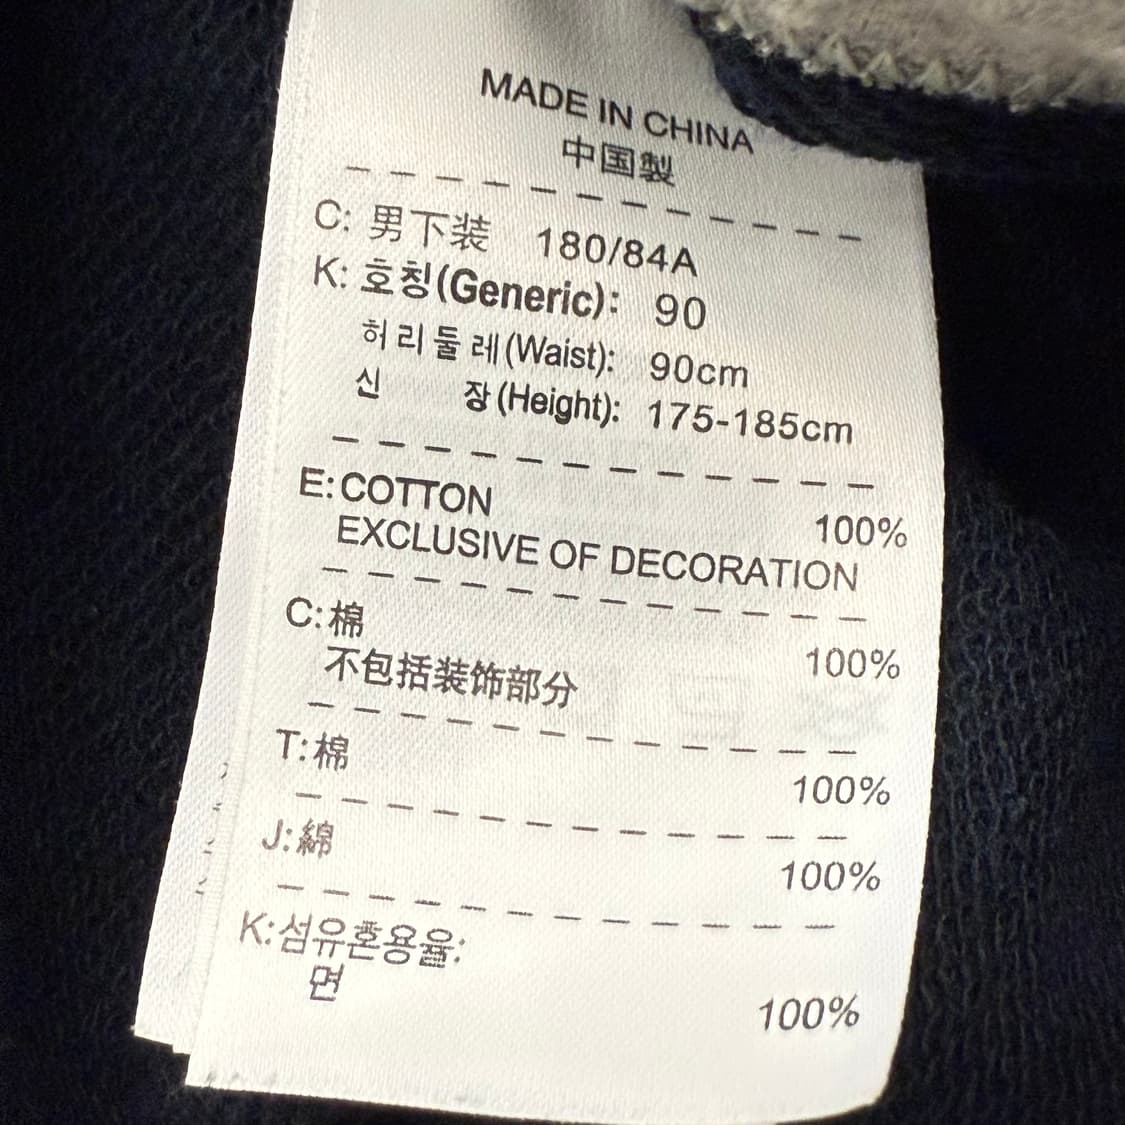 MADE IN CHINA
中国製
C: 男下装 180/84A
K: 호칭(Generic): 90
허리둘레(Waist): 90cm
신 장(Height): 175-185cm
E: COTTON 100%
EXCLUSIVE OF DECORATION
C: 棉 100%
不包括装饰部分
T: 棉 100%
J: 綿 100%
K: 섬유혼용율:
면 100%